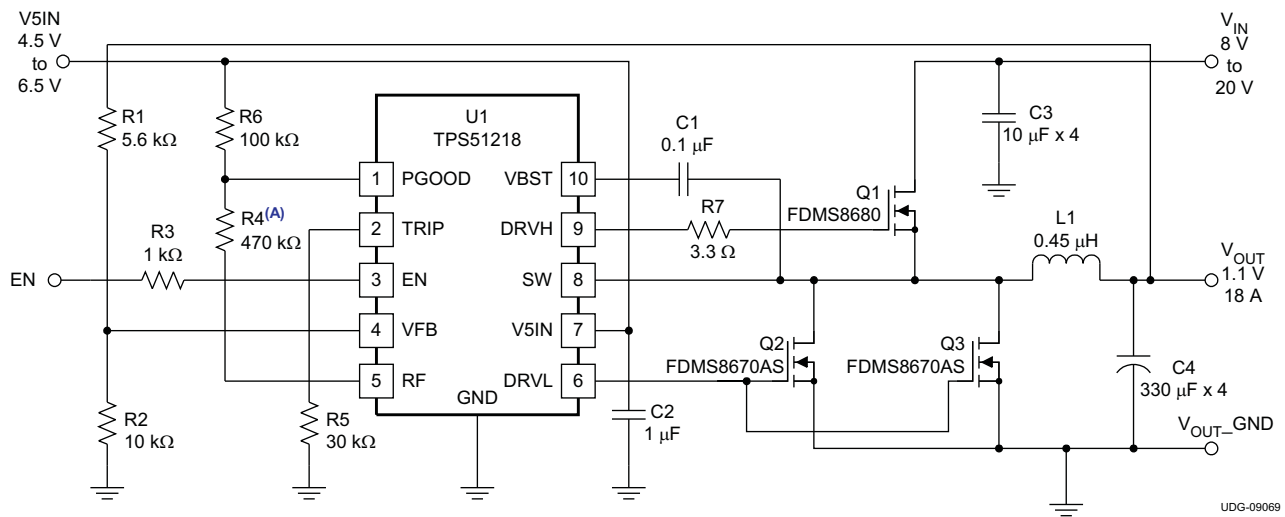 V5IN
4.5 V
to
6.5 V
VIN
8 V
to
20 V
R1
5.6 kΩ
R6
100 kΩ
U1
TPS51218
C1
0.1 μF
C3
10 μF x 4
1 PGOOD
VBST 10
Q1
FDMS8680
R4(A)
470 kΩ
2 TRIP
DRVH 9
R7
3.3 Ω
L1
0.45 μH
R3
1 kΩ
EN
3 EN
SW 8
VOUT
1.1 V
18 A
4 VFB
V5IN 7
Q2
FDMS8670AS
Q3
FDMS8670AS
5 RF
DRVL 6
GND
C4
330 μF x 4
R2
10 kΩ
R5
30 kΩ
C2
1 μF
VOUT_GND
UDG-09069